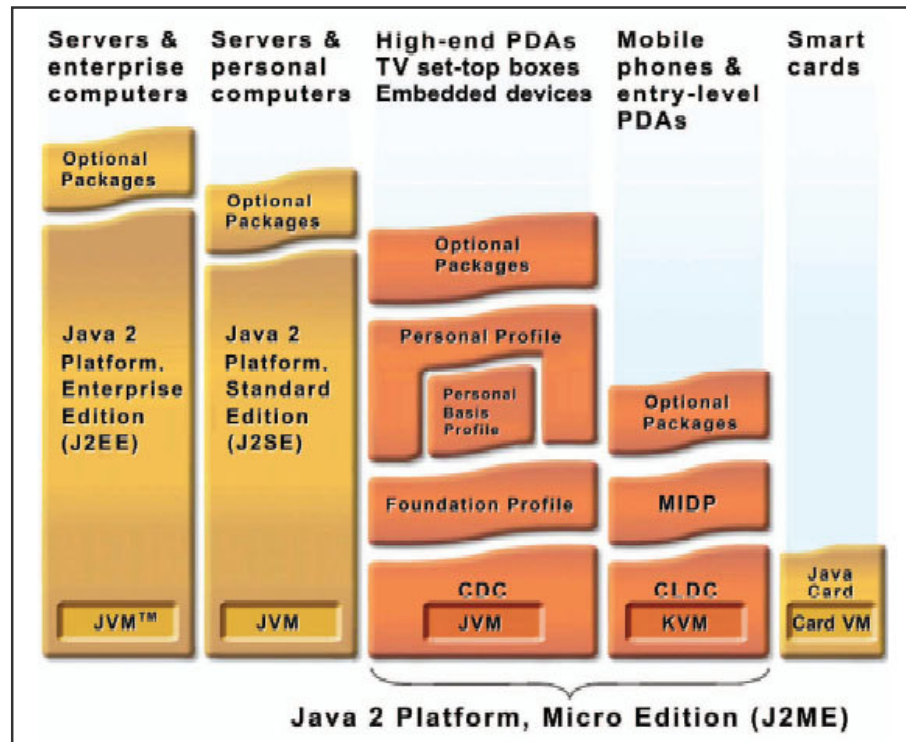 Servers &
enterprise
computers
Servers &
personal
computers
High-end PDAs
TV set-top boxes
Embedded devices
Mobile
phones &
entry-level
PDAs
Smart
cards
Optional
Packages
Java 2
Platform,
Enterprise
Edition
(J2EE)
JVM™
Optional
Packages
Java 2
Platform,
Standard
Edition
(J2SE)
JVM
Optional
Packages
Personal Profile
Personal
Basis
Profile
Foundation Profile
CDC
JVM
Optional
Packages
MIDP
CLDC
KVM
Java
Card
Card VM
Java 2 Platform, Micro Edition (J2ME)